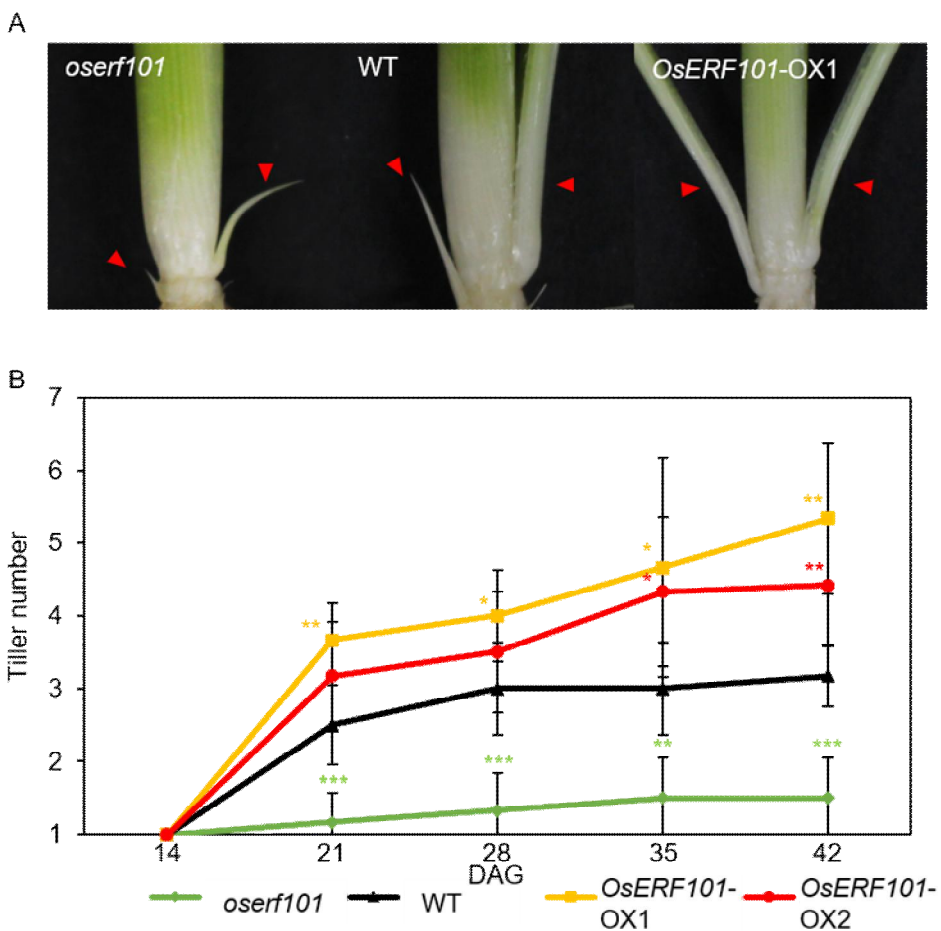 A
oserf101 WT OsERF101-OX1
B
7
6
5
4
3
2
1
Tiller number
** * * * ** **
*** *** ** ***
14 21 28 35 42
DAG
oserf101 WT OsERF101-OX1 OsERF101-OX2